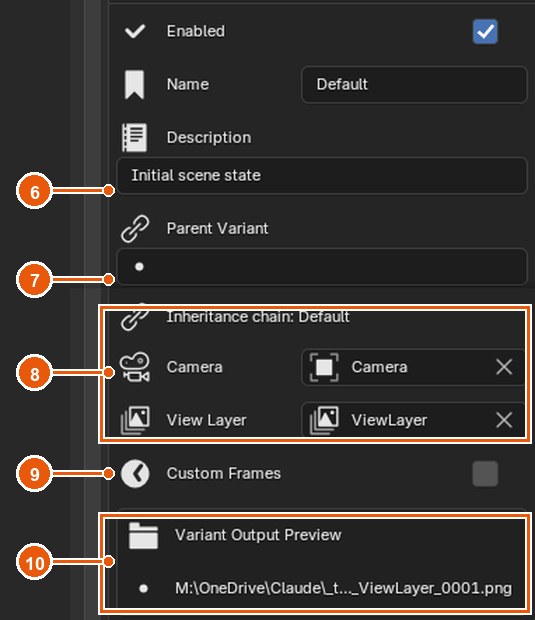 Enabled
Name Default
Description
6 Initial scene state
Parent Variant
7
Inheritance chain: Default
8 Camera Camera
View Layer ViewLayer
9 Custom Frames
Variant Output Preview
10
M:\OneDrive\Claude\_t..._ViewLayer_0001.png